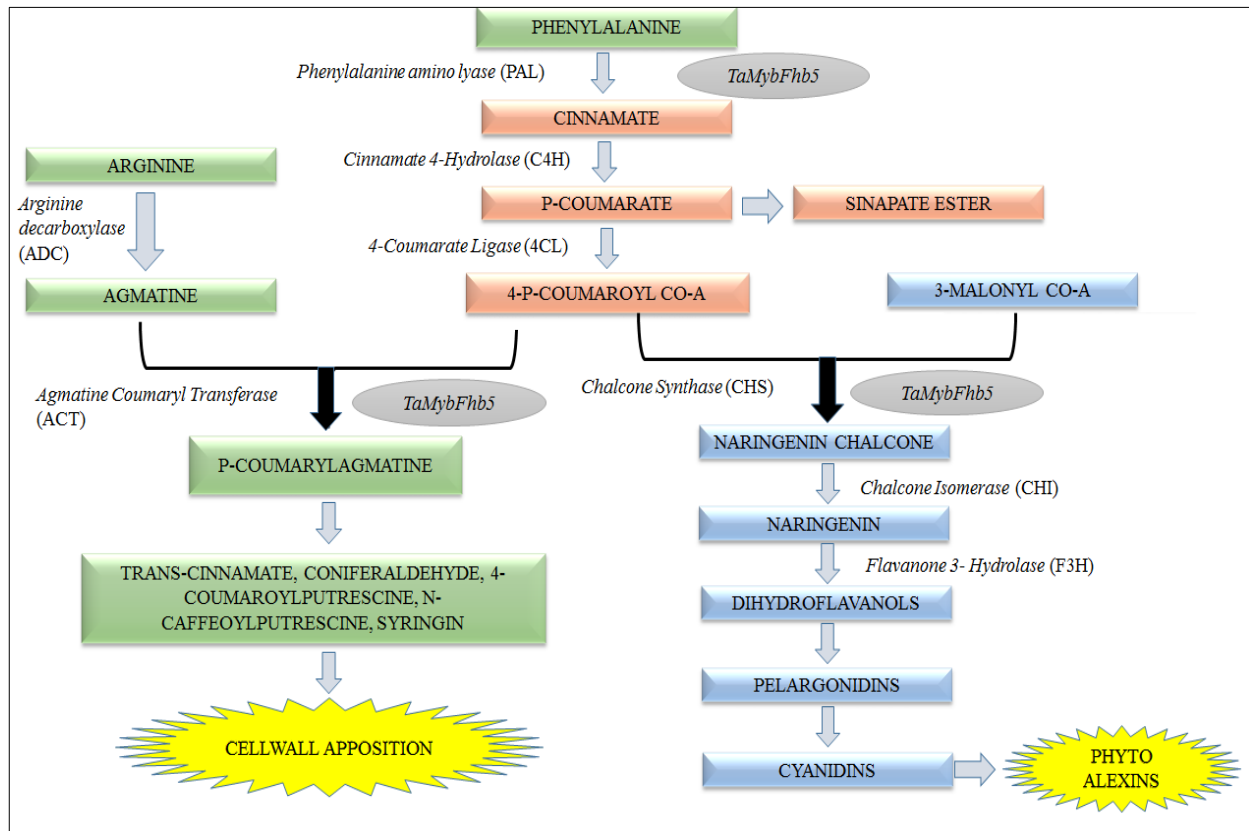 PHENYLALANINE
Phenylalanine amino lyase (PAL)
TaMybFhb5
CINNAMATE
Cinnamate 4-Hydrolase (C4H)
ARGININE
P-COUMARATE
SINAPATE ESTER
Arginine
decarboxylase
(ADC)
4-Coumarate Ligase (4CL)
AGMATINE
4-P-COUMAROYL CO-A
3-MALONYL CO-A
Agmatine Coumaryl Transferase
(ACT)
TaMybFhb5
Chalcone Synthase (CHS)
TaMybFhb5
P-COUMARYLAGMATINE
NARINGENIN CHALCONE
Chalcone Isomerase (CHI)
NARINGENIN
Flavanone 3- Hydrolase (F3H)
TRANS-CINNAMATE, CONIFERALDEHYDE, 4-
COUMAROYLPUTRESCINE, N-
CAFFEOYLPUTRESCINE, SYRINGIN
DIHYDROFLAVANOLS
PELARGONIDINS
CELLWALL APPOSITION
CYANIDINS
PHYTO
ALEXINS